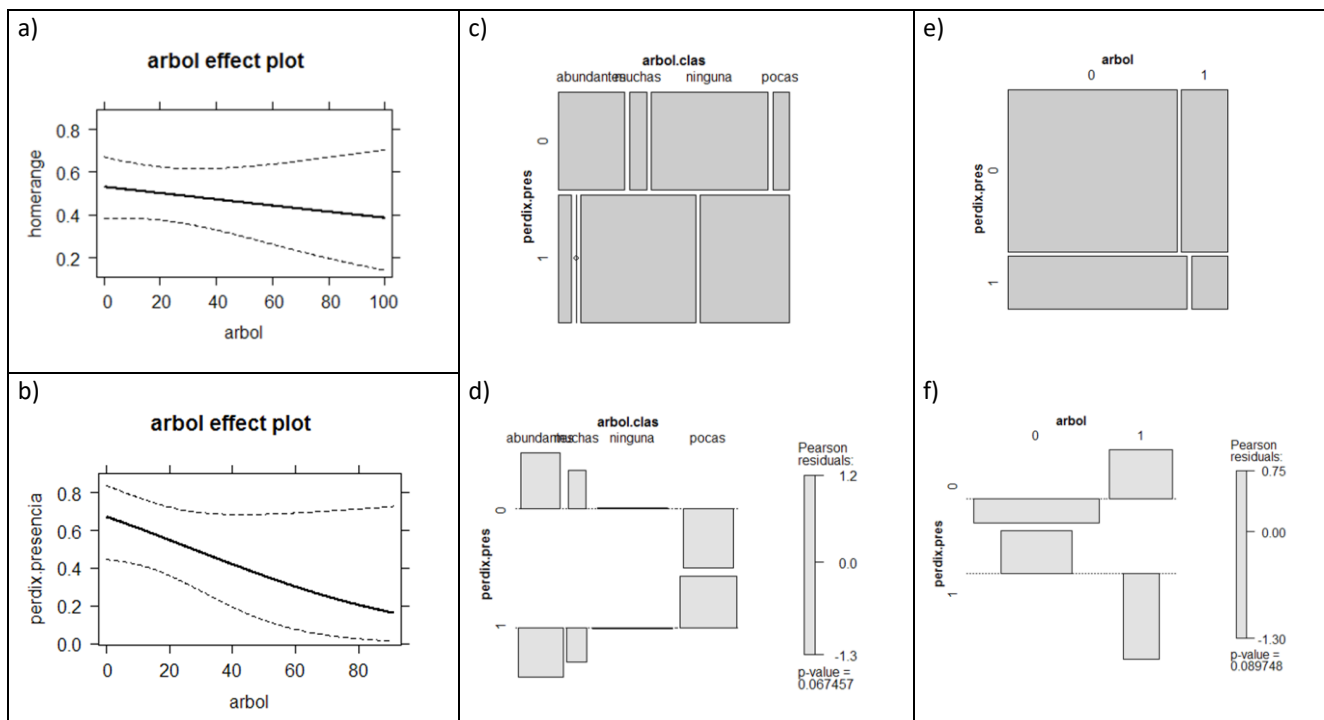 a)
arbol effect plot
0.8
0.6
0.4
0.2
homerange
0 20 40 60 80 100
arbol
b)
arbol effect plot
0.8
0.6
0.4
0.2
0.0
perdix.presencia
0 20 40 60 80
arbol
c)
arbol.clas
abundantes muchas ninguna pocas
perdix.pres
0
1
d)
arbol.clas
abundantes muchas ninguna pocas
perdix.pres
0
1
Pearson
residuals:
1.2
0.0
-1.3
p-value =
0.067457
e)
arbol
0 1
perdix.pres
0
1
f)
arbol
0 1
perdix.pres
0
1
Pearson
residuals:
0.75
0.00
-1.30
p-value =
0.089748